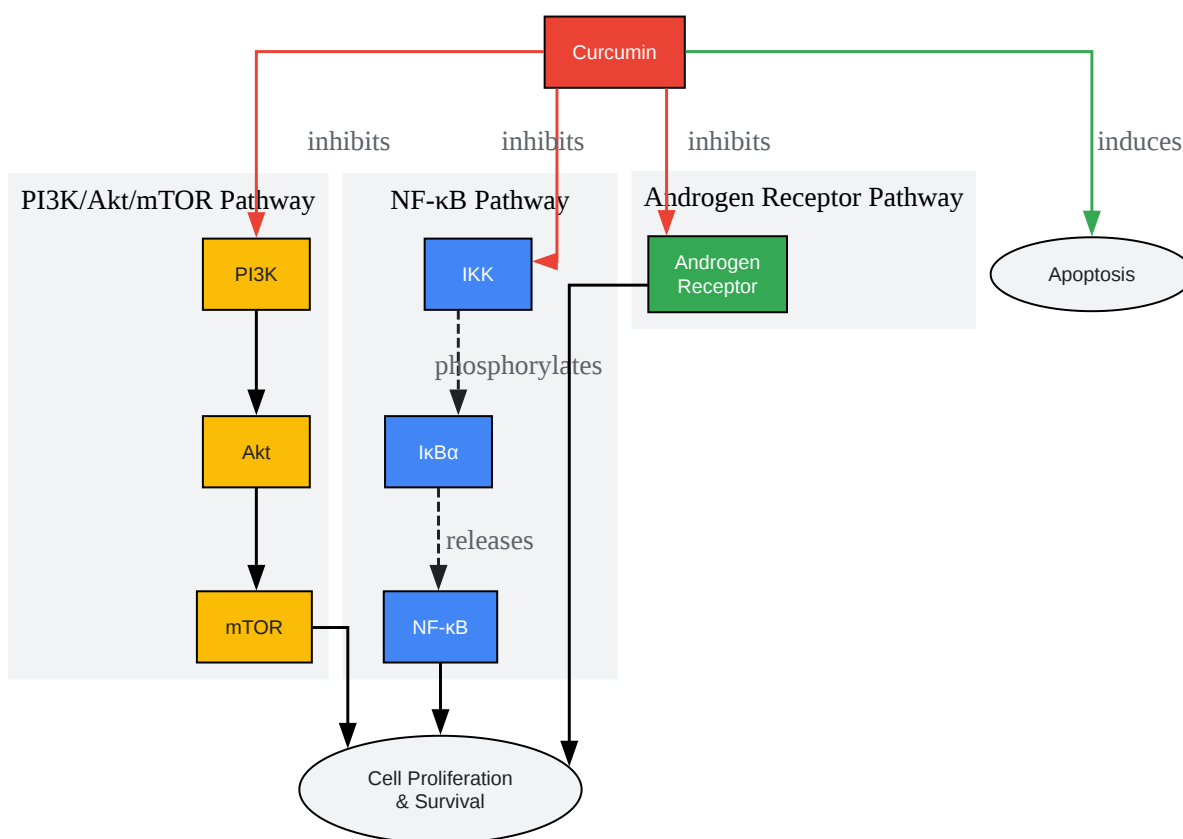 Curcumin
inhibits
inhibits
inhibits
induces
PI3K/Akt/mTOR Pathway
NF-κB Pathway
Androgen Receptor Pathway
PI3K
IKK
Androgen
Receptor
Apoptosis
phosphorylates
Akt
IκBα
releases
mTOR
NF-κB
Cell Proliferation
& Survival